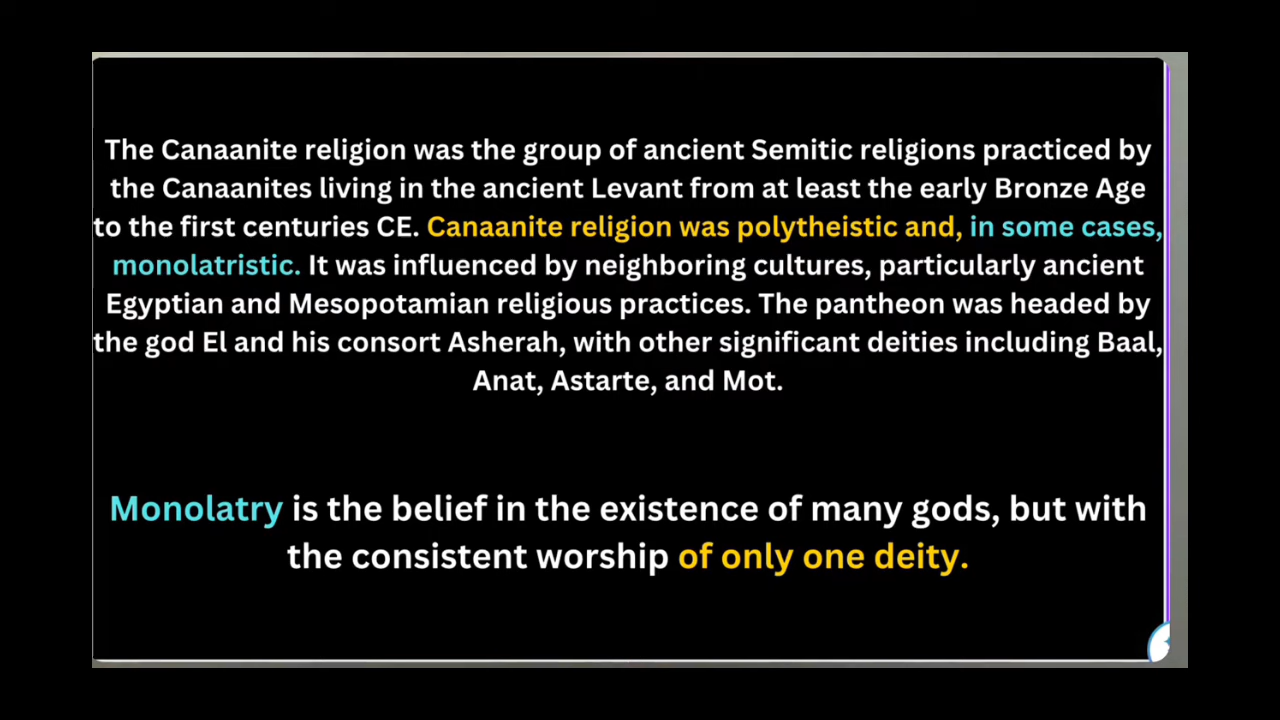 The Canaanite religion was the group of ancient Semitic religions practiced by
the Canaanites living in the ancient Levant from at least the early Bronze Age
to the first centuries CE. Canaanite religion was polytheistic and, in some cases,
monolatristic. It was influenced by neighboring cultures, particularly ancient
Egyptian and Mesopotamian religious practices. The pantheon was headed by
the god El and his consort Asherah, with other significant deities including Baal,
Anat, Astarte, and Mot.
Monolatry is the belief in the existence of many gods, but with
the consistent worship of only one deity.